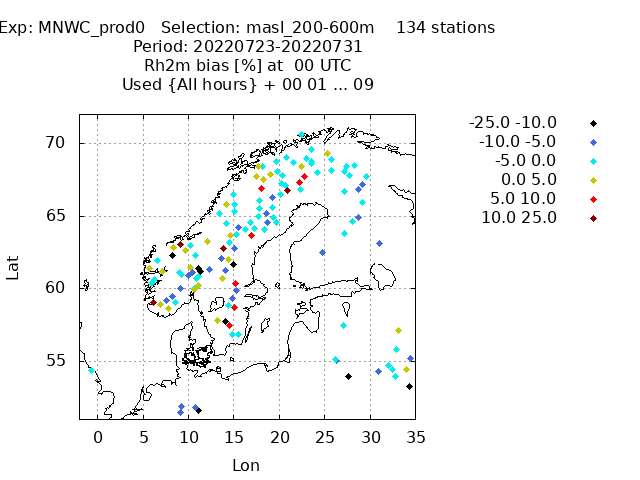 Exp: MNWC_prod0   Selection: masl_200-600m    134 stations
Period: 20220723-20220731
Rh2m bias [%] at  00 UTC
Used {All hours} + 00 01 ... 09
-25.0 -10.0
-10.0 -5.0
-5.0 0.0
0.0 5.0
5.0 10.0
10.0 25.0
70
65
60
55
Lat
0 5 10 15 20 25 30 35
Lon